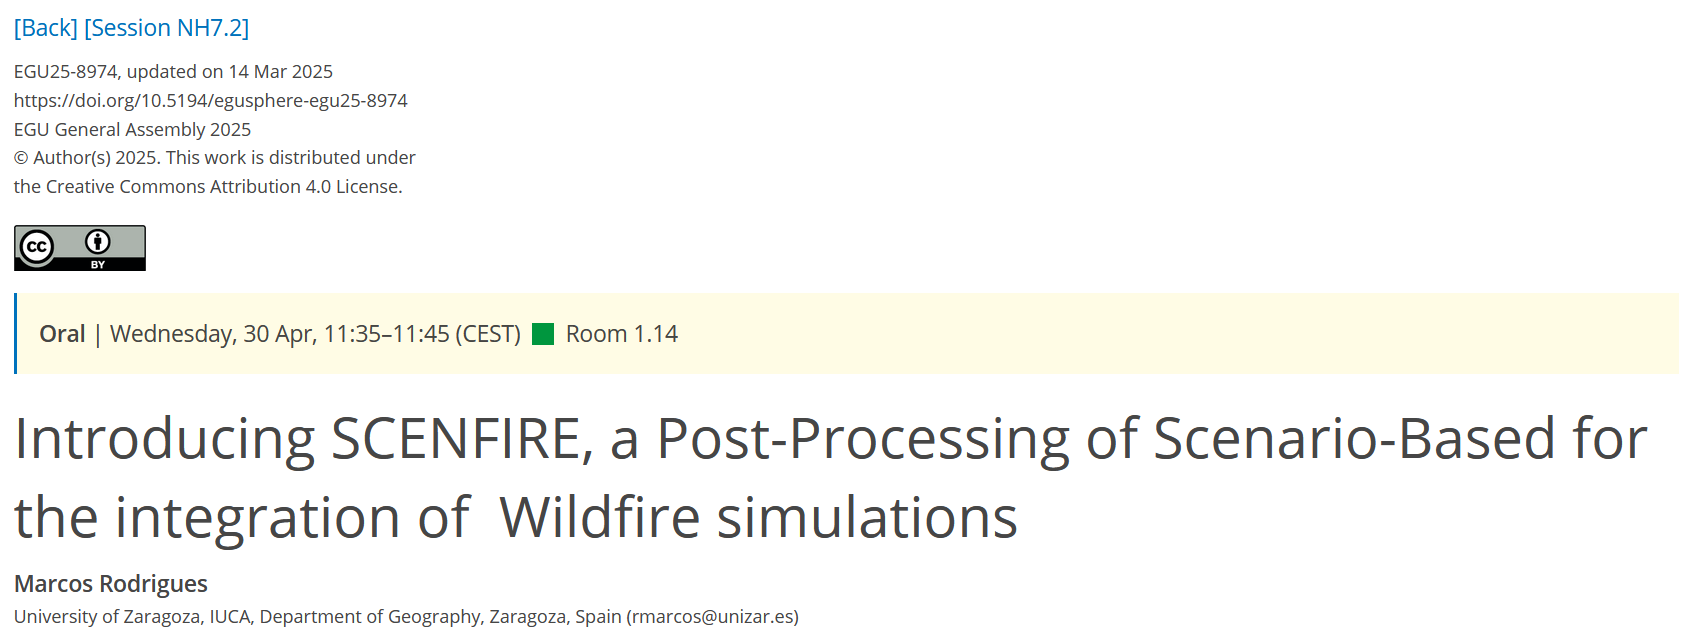 [Back] [Session NH7.2]
EGU25-8974, updated on 14 Mar 2025
https://doi.org/10.5194/egusphere-egu25-8974
EGU General Assembly 2025
© Author(s) 2025. This work is distributed under
the Creative Commons Attribution 4.0 License.
cc BY
Oral | Wednesday, 30 Apr, 11:35–11:45 (CEST) Room 1.14
Introducing SCENFIRE, a Post-Processing of Scenario-Based for
the integration of  Wildfire simulations
Marcos Rodrigues
University of Zaragoza, IUCA, Department of Geography, Zaragoza, Spain (rmarcos@unizar.es)